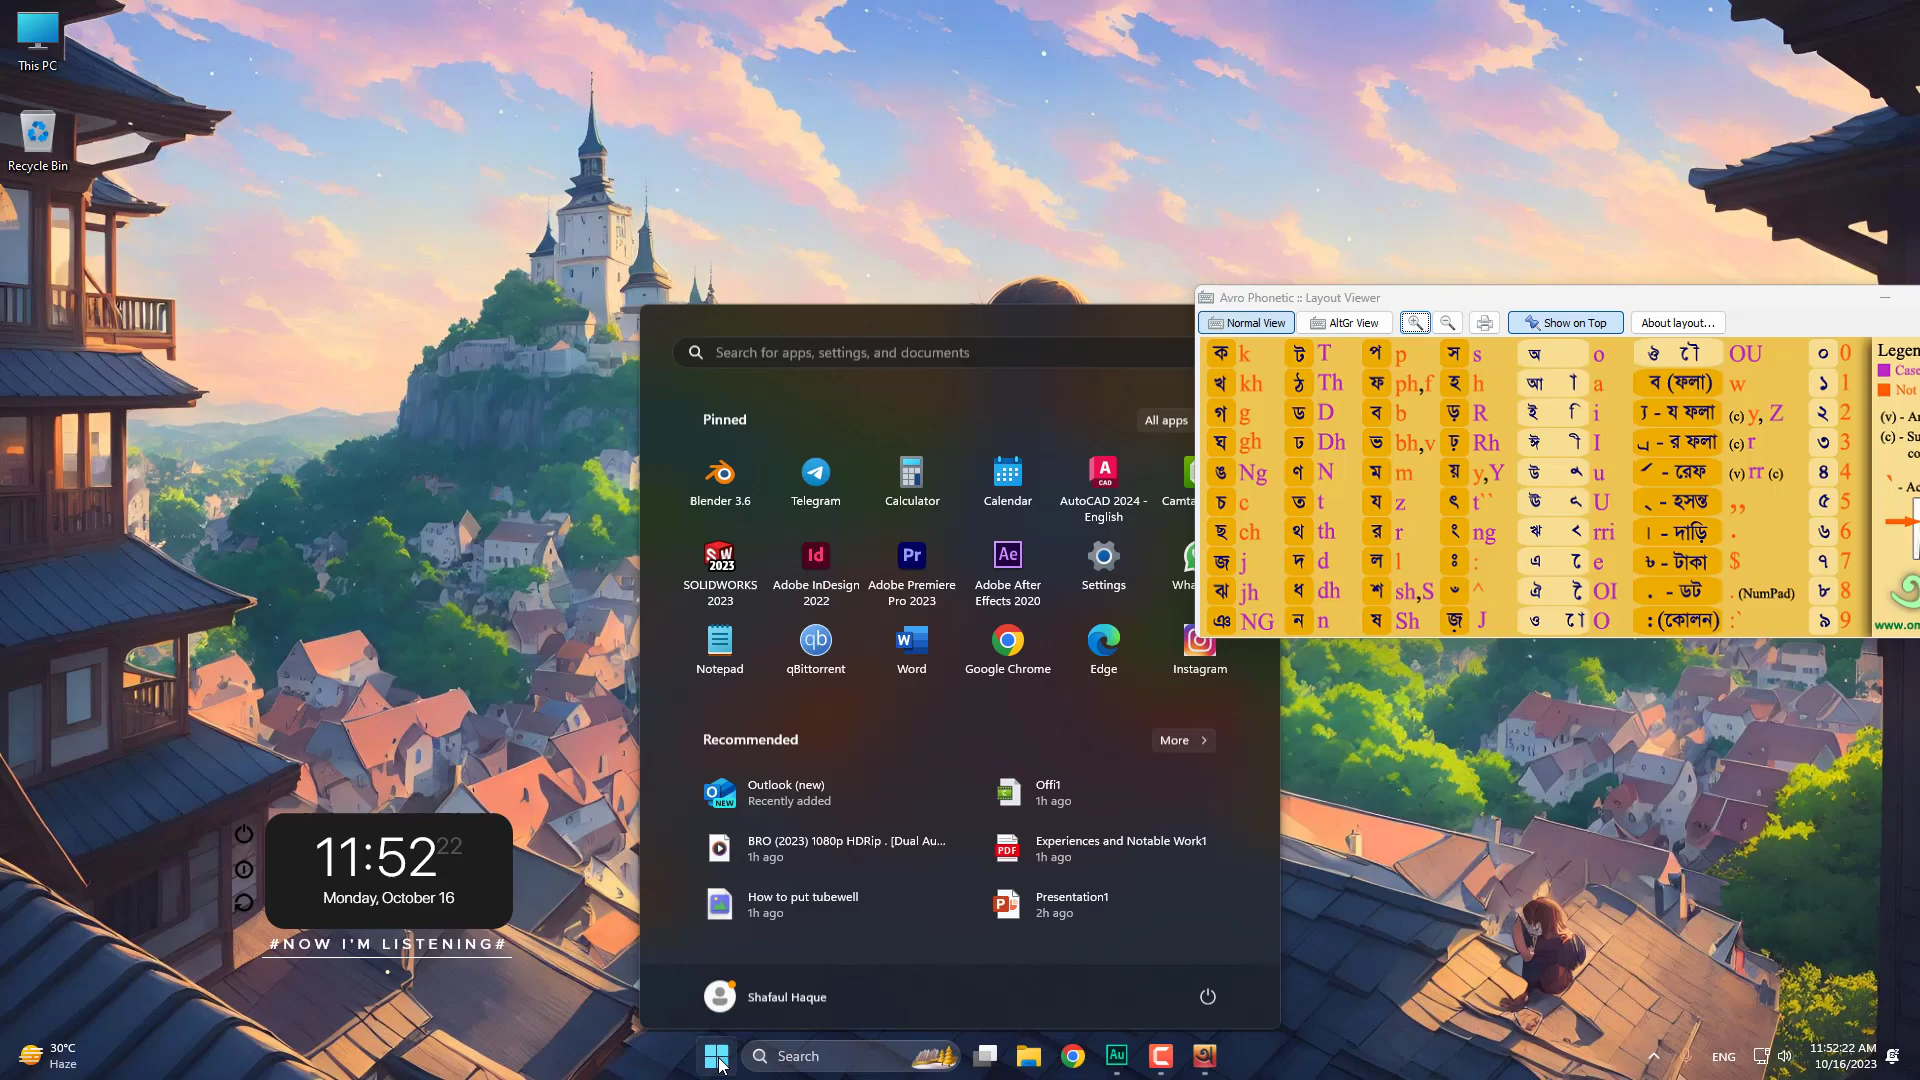 This PC
Recycle Bin
Search for apps, settings, and documents
Pinned
All apps
Blender 3.6
Telegram
Calculator
Calendar
AutoCAD 2024 - English
SOLIDWORKS 2023
Adobe InDesign 2022
Adobe Premiere Pro 2023
Adobe After Effects 2020
Settings
Notepad
qBittorrent
Word
Google Chrome
Edge
Instagram
Recommended
More
Outlook (new)
Recently added
Offi1
1h ago
BRO (2023) 1080p HDRip . [Dual Au...
1h ago
Experiences and Notable Work1
1h ago
How to put tubewell
1h ago
Presentation1
2h ago
Shafaul Haque
Avro Phonetic :: Layout Viewer
Normal View AltGr View Show on Top About layout...
ক k ট T প p স s অ o ঔ ৌ OU ০ 0
খ kh ঠ Th ফ ph,f হ h আ া a ব (ফলা) w ১ 1
গ g ড D ব b ড় R ই ি i ্য - য ফলা (c) y, Z ২ 2
ঘ gh ঢ Dh ভ bh,v ঢ় Rh ঈ ী I ্র - র ফলা (c) r ৩ 3
ঙ Ng ণ N ম m য় y,Y উ ু u র্ - রেফ (v) rr (c) ৪ 4
চ c ত t য z ৎ t`` ঊ ূ U ্ - হসন্ত ,, ৫ 5
ছ ch থ th র r ং ng ঋ ৃ rri । - দাড়ি . ৬ 6
জ j দ d ল l ঃ : এ ে e ৳ - টাকা $ ৭ 7
ঝ jh ধ dh শ sh,S ঁ ^ ঐ ৈ OI . - ডট . (NumPad) ৮ 8
ঞ NG ন n ষ Sh জ় J ও ো O : (কোলন) :` ৯ 9
Not
(v) -
(c) -
11:52 22
Monday, October 16
#NOW I'M LISTENING#
30°C
Haze
Search
ENG
11:52:22 AM
10/16/2023